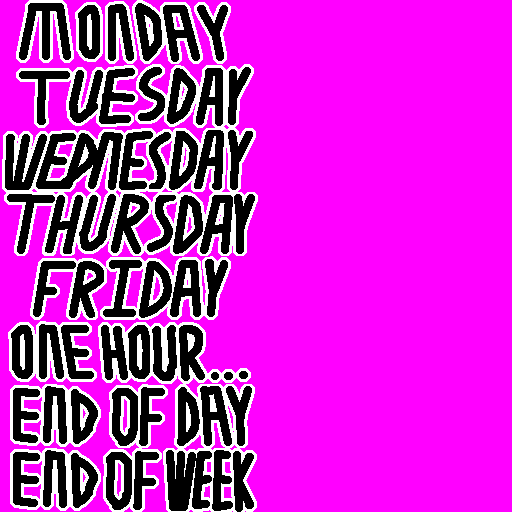 MONDAY
TUESDAY
WEDNESDAY
THURSDAY
FRIDAY
ONE HOUR...
END OF DAY
END OF WEEK